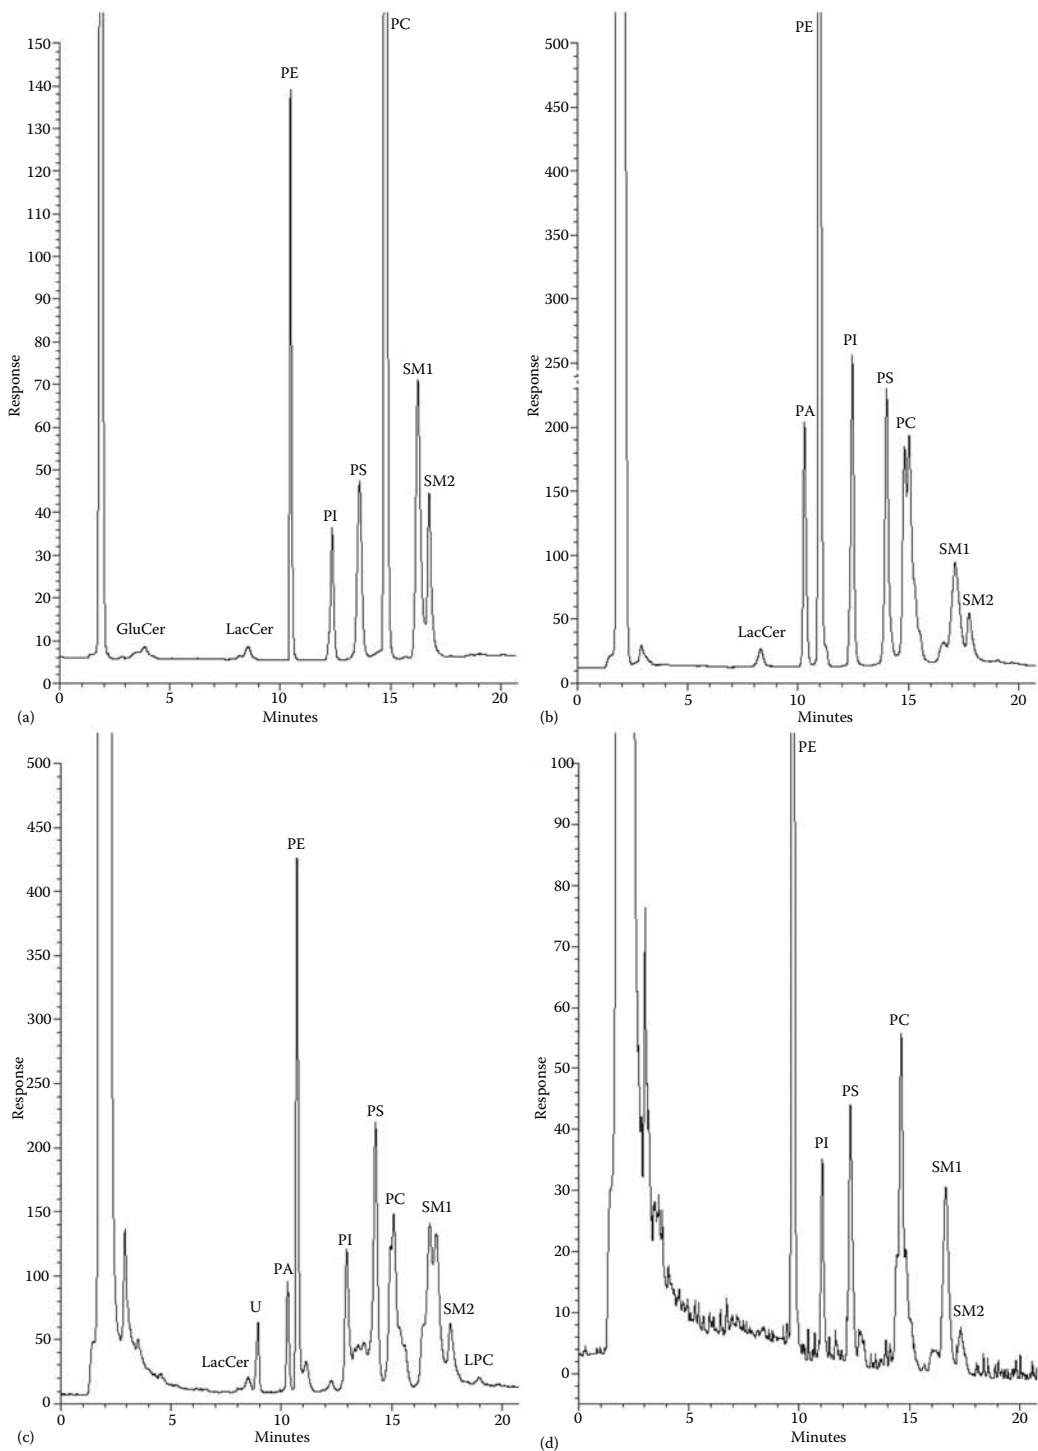 PC
150
140
PE
130
120
110
100
90
80
70
SM1
60
50
PS
SM2
40
PI
30
20
GluCer
LacCer
10
0
0
5
10
15
20
Response
Minutes
(a)
PE
500
450
400
350
300
PI
250
PS
PA
PC
200
150
100
SM1
SM2
50
LacCer
0
0
5
10
15
20
Response
Minutes
(b)
500
450
PE
400
350
300
250
PS
200
PC
SM1
150
PI
PA
100
U
SM2
50
LacCer
LPC
0
0
5
10
15
20
Response
Minutes
(c)
PE
100
90
80
70
60
PC
50
PS
40
PI
SM1
30
20
SM2
10
0
0
5
10
15
20
Response
Minutes
(d)